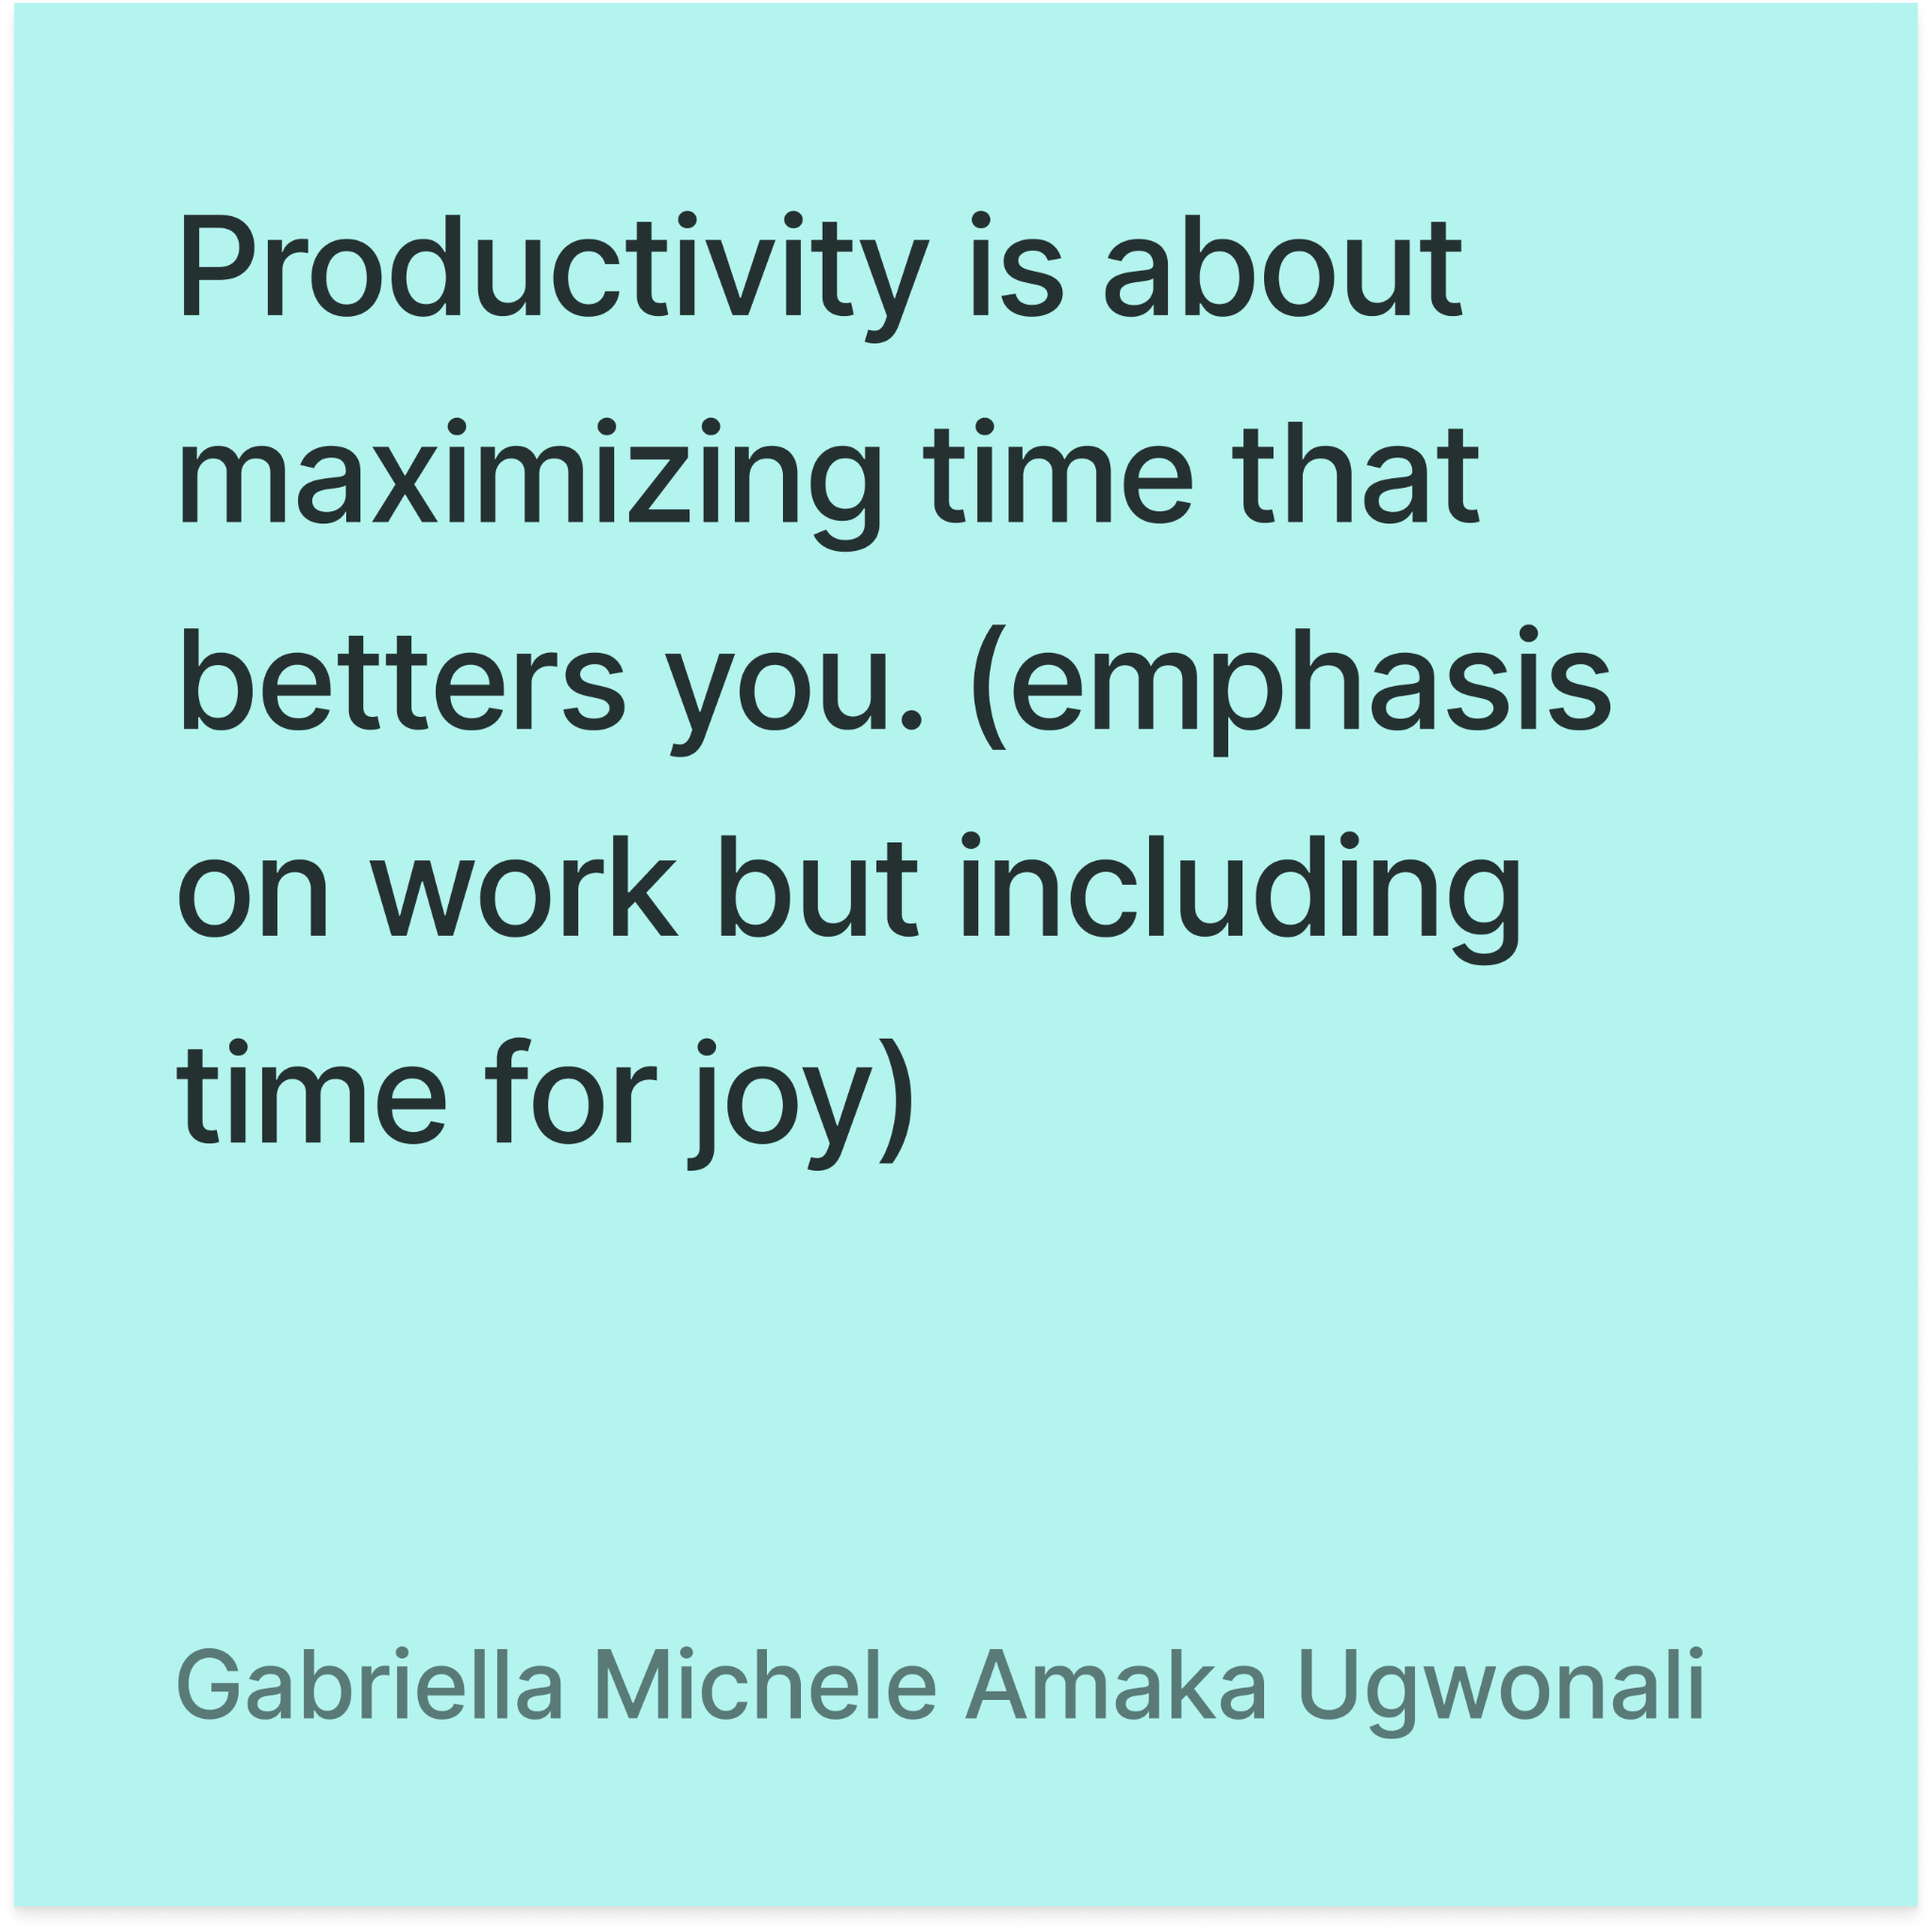 Productivity is about
maximizing time that
betters you. (emphasis
on work but including
time for joy)
Gabriella Michele Amaka Ugwonali